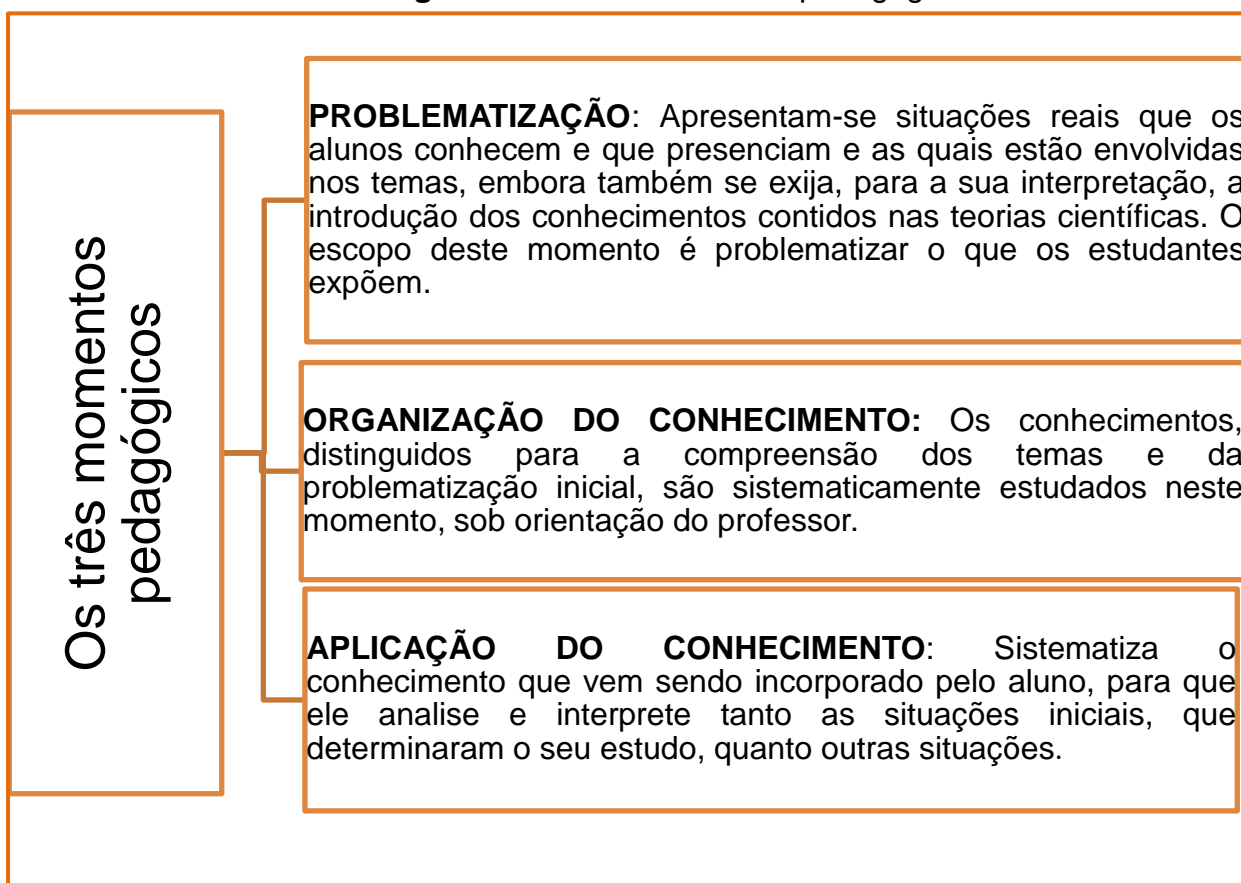 Os três momentos
pedagógicos
PROBLEMATIZAÇÃO: Apresentam-se situações reais que os
alunos conhecem e que presenciam e as quais estão envolvidas
nos temas, embora também se exija, para a sua interpretação, a
introdução dos conhecimentos contidos nas teorias científicas. O
escopo deste momento é problematizar o que os estudantes
expõem.
ORGANIZAÇÃO DO CONHECIMENTO: Os conhecimentos,
distinguidos para a compreensão dos temas e da
problematização inicial, são sistematicamente estudados neste
momento, sob orientação do professor.
APLICAÇÃO DO CONHECIMENTO: Sistematiza o
conhecimento que vem sendo incorporado pelo aluno, para que
ele analise e interprete tanto as situações iniciais, que
determinaram o seu estudo, quanto outras situações.